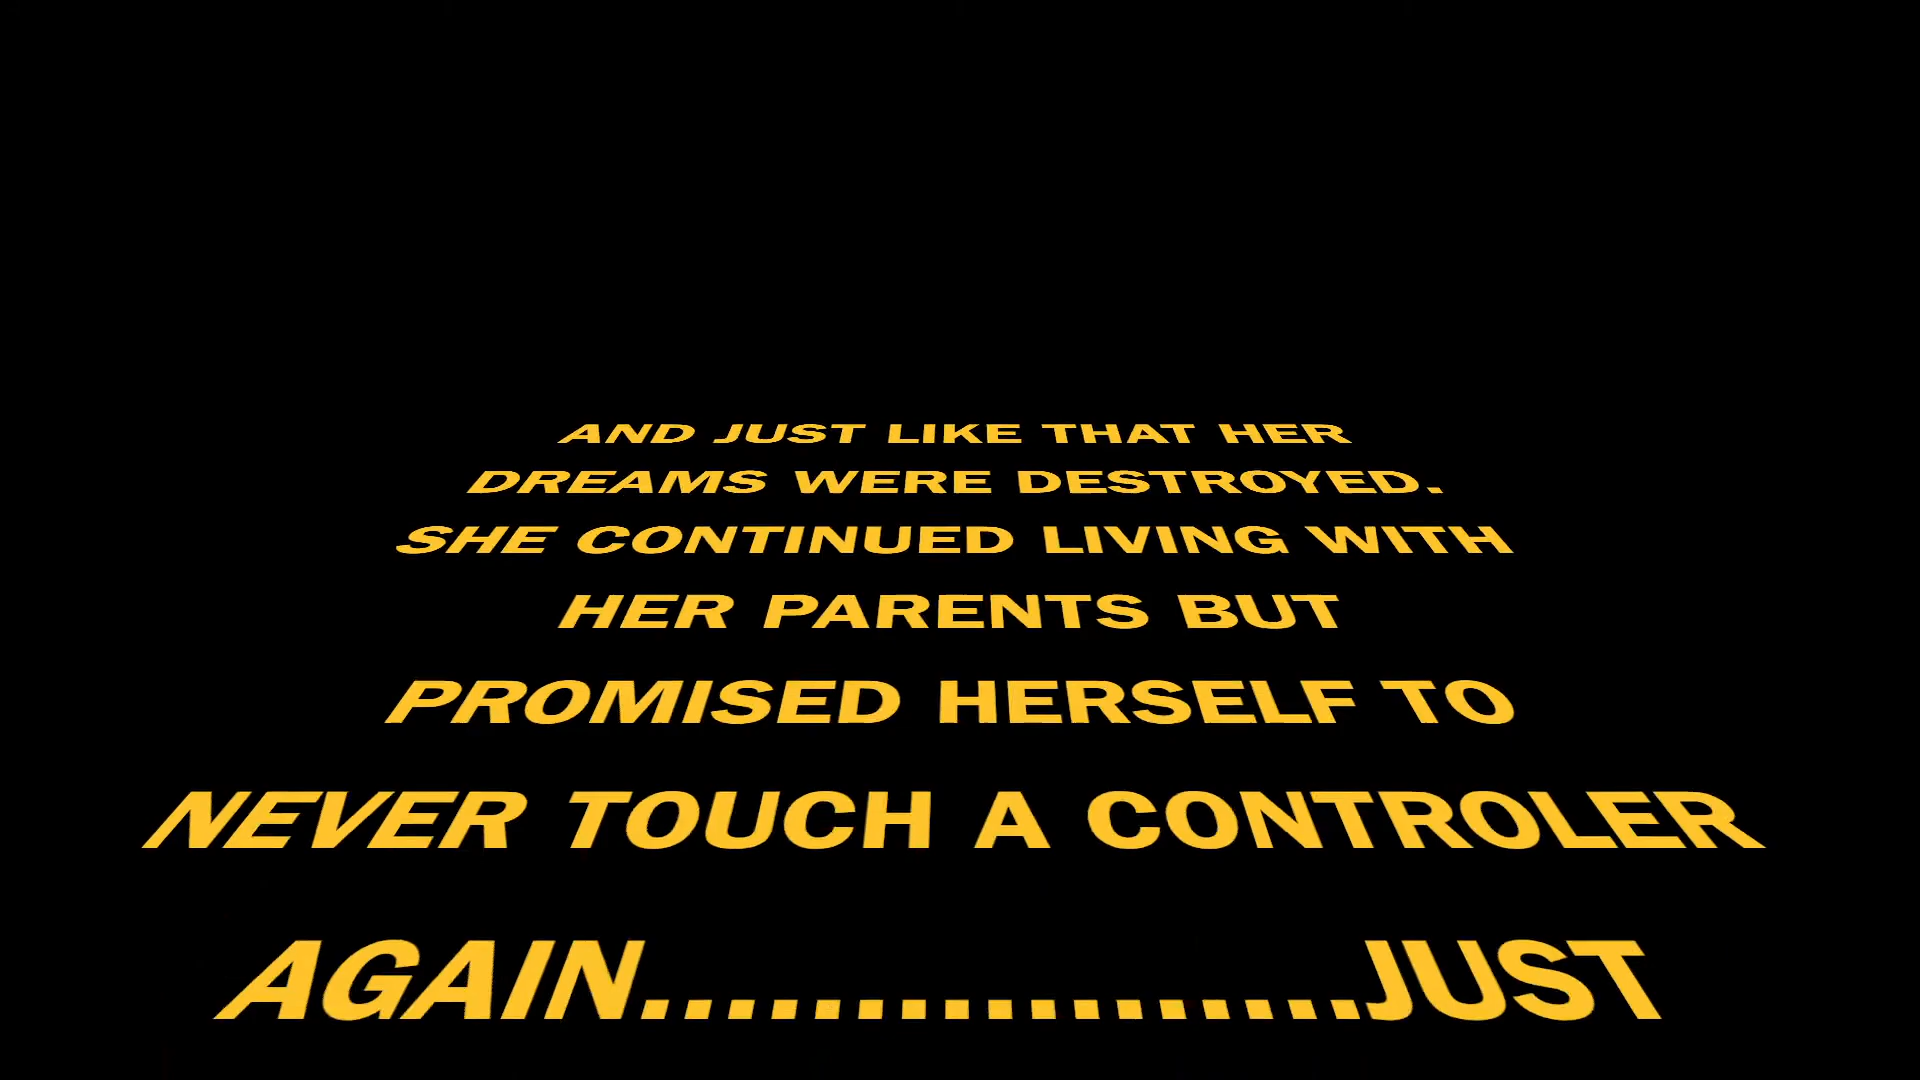 AND JUST LIKE THAT HER
DREAMS WERE DESTROYED.
SHE CONTINUED LIVING WITH
HER PARENTS BUT
PROMISED HERSELF TO
NEVER TOUCH A CONTROLER
AGAIN.................JUST